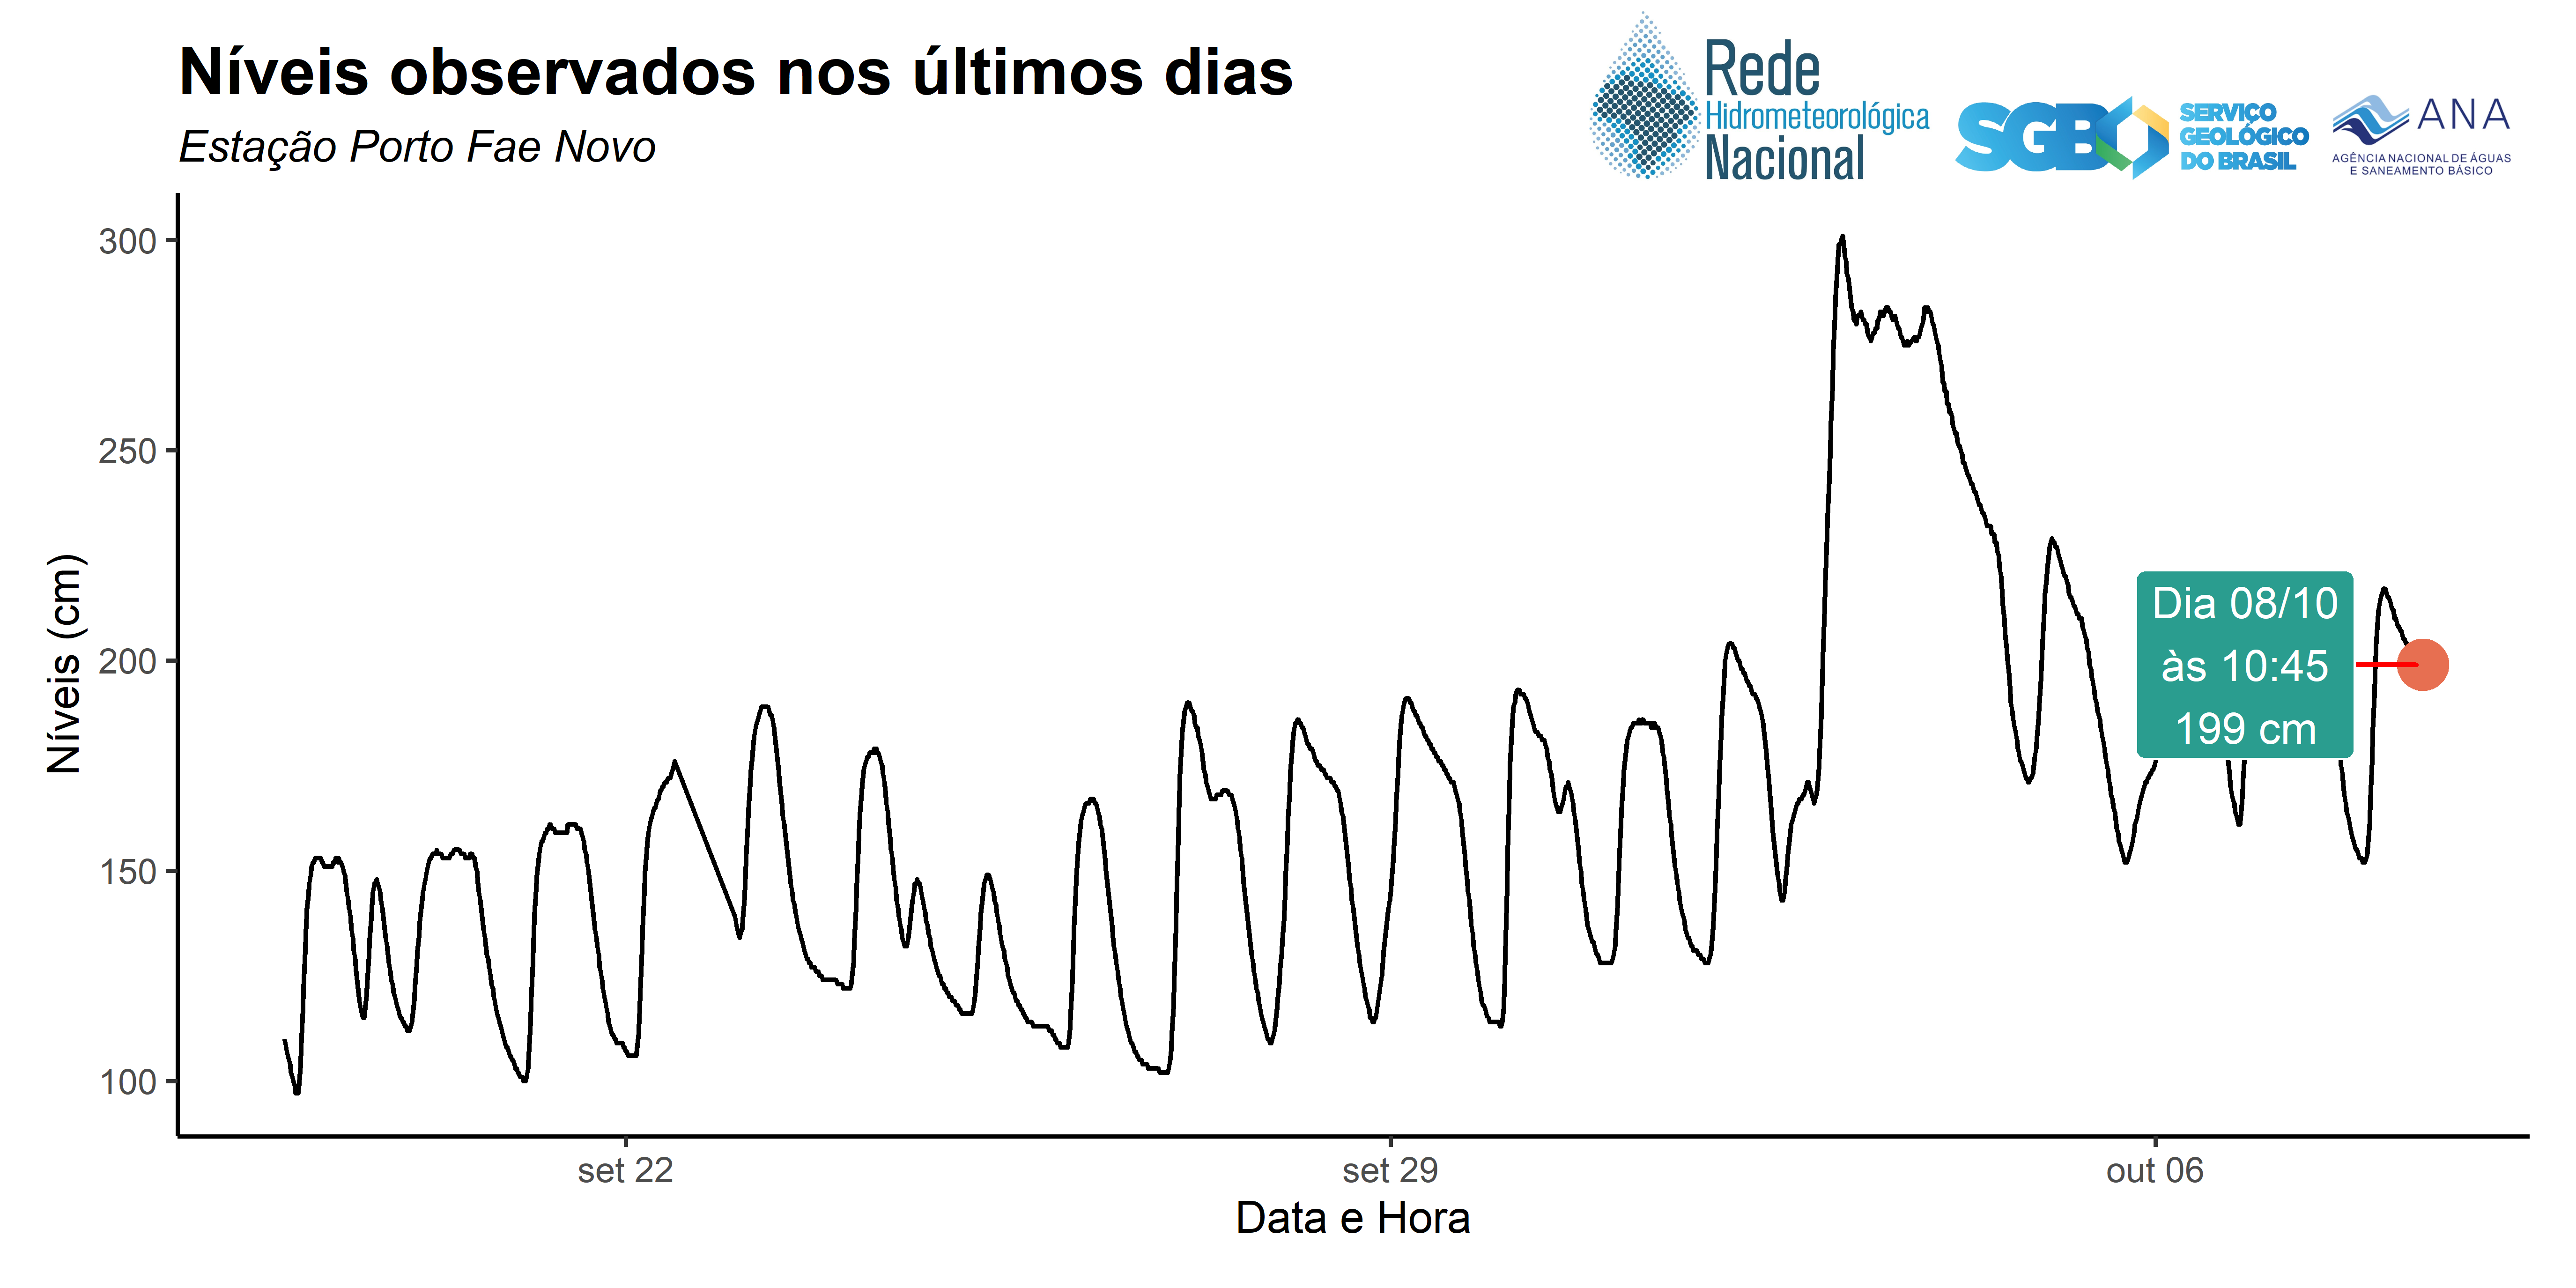 Níveis observados nos últimos dias
Estação Porto Fae Novo
Rede
Hidrometeorológica
Nacional
SGB
SERVIÇO
GEOLÓGICO
DO BRASIL
ANA
AGÊNCIA NACIONAL DE ÁGUAS
E SANEAMENTO BÁSICO
300
250
200
150
100
Níveis (cm)
Dia 08/10
às 10:45
199 cm
set 22
set 29
out 06
Data e Hora